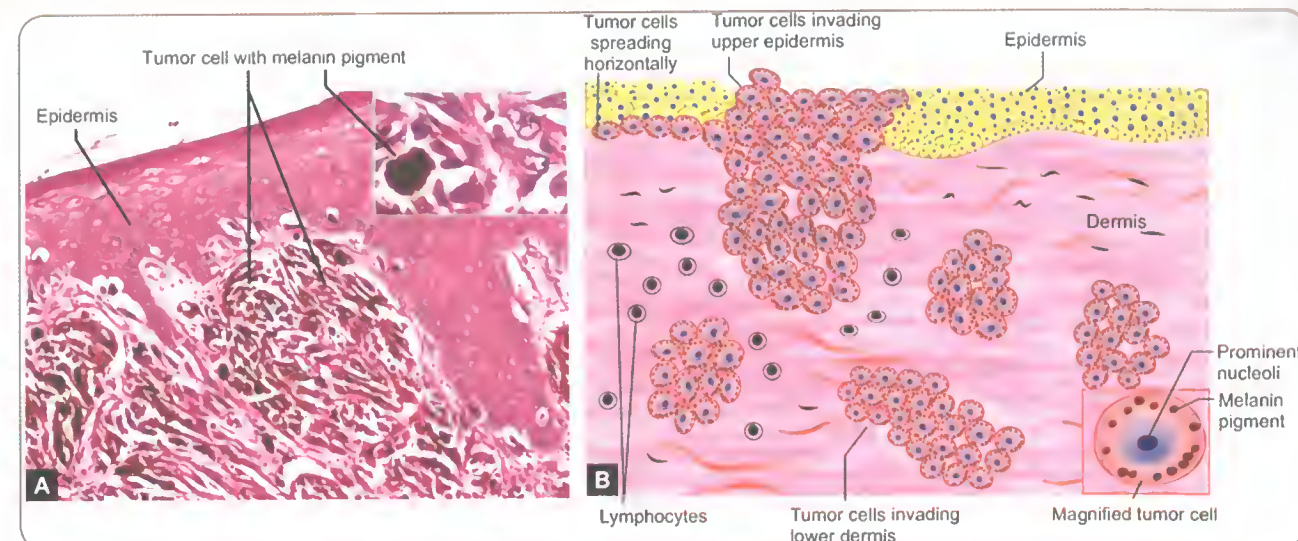 Tumor cell with melanin pigment
Epidermis
A
Tumor cells
spreading
horizontally
Tumor cells invading
upper epidermis
Epidermis
Dermis
Prominent
nucleoli
Melanin
pigment
B
Lymphocytes
Tumor cells invading
lower dermis
Magnified tumor cell